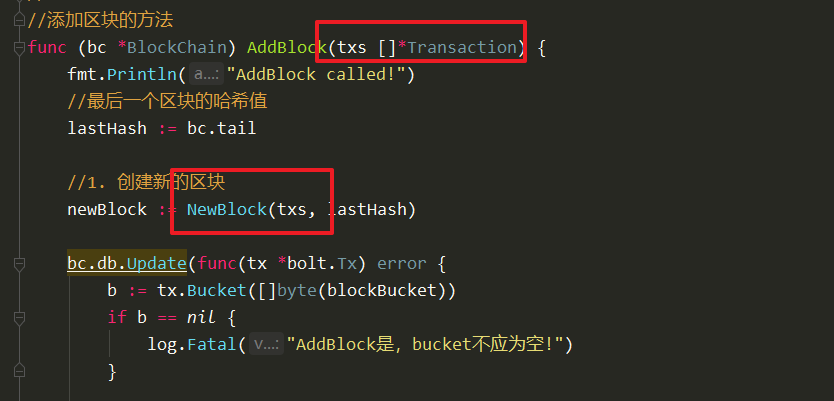 //添加区块的方法
func (bc *BlockChain) AddBlock(txs []*Transaction) {
fmt.Println( a...: "AddBlock called!")
//最后一个区块的哈希值
lastHash := bc.tail
//1. 创建新的区块
newBlock := NewBlock(txs, lastHash)
bc.db.Update(func(tx *bolt.Tx) error {
b := tx.Bucket([]byte(blockBucket))
if b == nil {
log.Fatal( v...: "AddBlock是，bucket不应为空!")
}